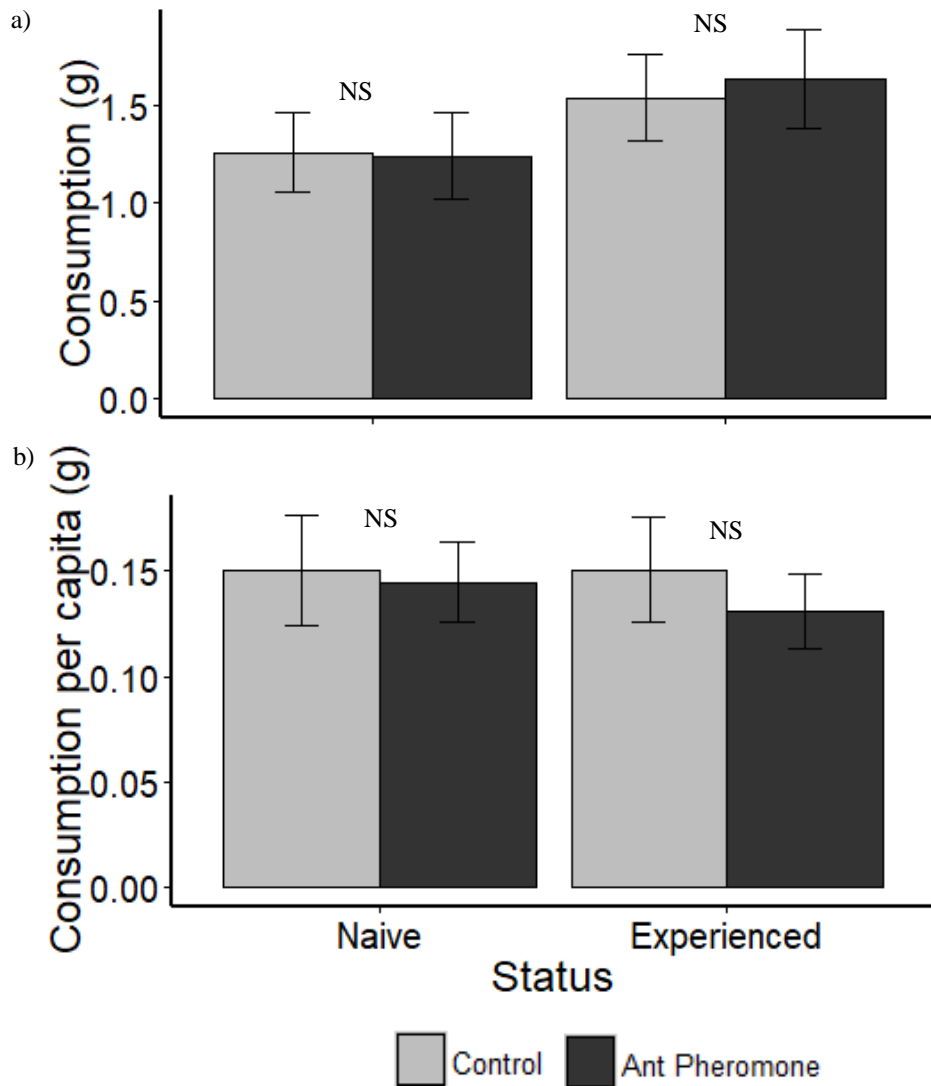 a)
Consumption (g)
1.5
1.0
0.5
0.0
NS
NS
b)
Consumption per capita (g)
0.15
0.10
0.05
0.00
NS
NS
Naive
Experienced
Status
Control
Ant Pheromone